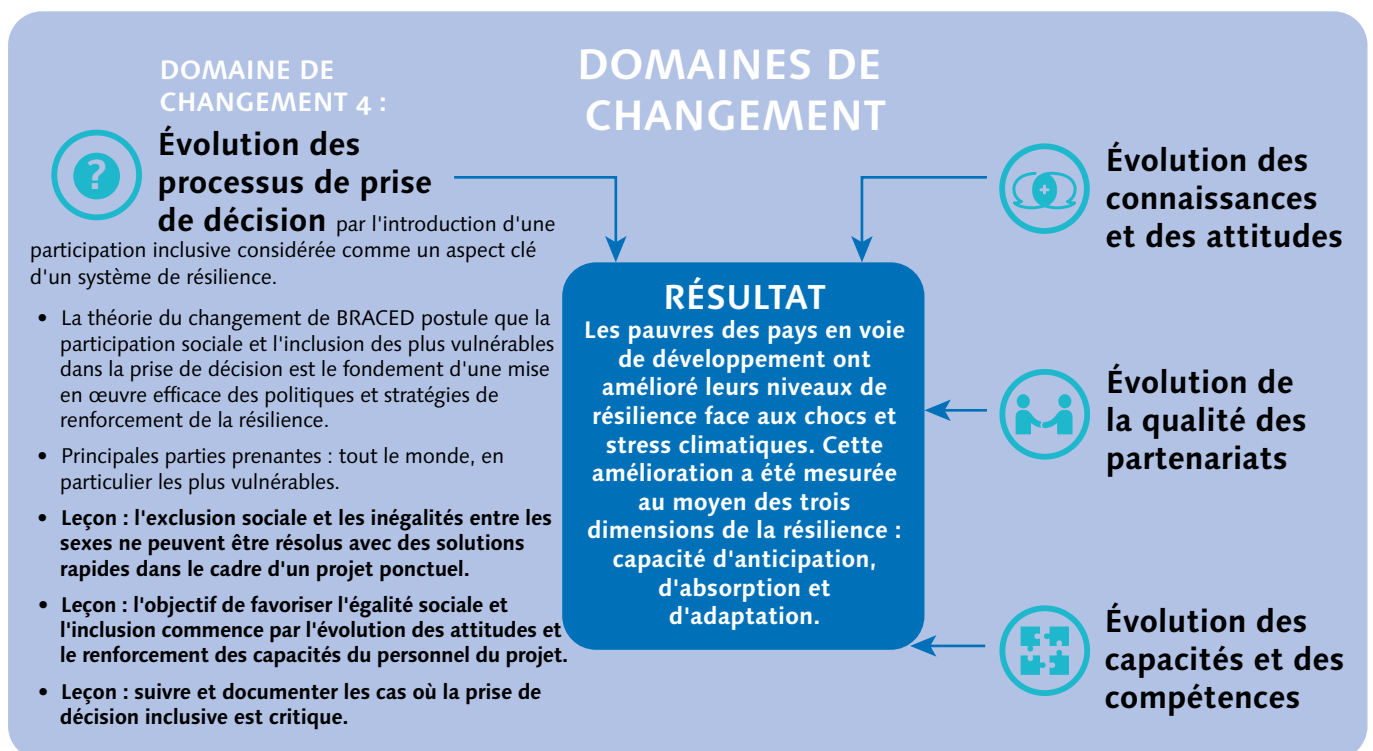 DOMAINES DE
CHANGEMENT
DOMAINE DE
CHANGEMENT 4 :
?
Évolution des
processus de prise
de décision par l'introduction d'une
participation inclusive considérée comme un aspect clé
d'un système de résilience.
• La théorie du changement de BRACED postule que la
participation sociale et l'inclusion des plus vulnérables
dans la prise de décision est le fondement d'une mise
en œuvre efficace des politiques et stratégies de
renforcement de la résilience.
• Principales parties prenantes : tout le monde, en
particulier les plus vulnérables.
• Leçon : l'exclusion sociale et les inégalités entre les
sexes ne peuvent être résolus avec des solutions
rapides dans le cadre d'un projet ponctuel.
• Leçon : l'objectif de favoriser l'égalité sociale et
l'inclusion commence par l'évolution des attitudes et
le renforcement des capacités du personnel du projet.
• Leçon : suivre et documenter les cas où la prise de
décision inclusive est critique.
RÉSULTAT
Les pauvres des pays en voie
de développement ont
amélioré leurs niveaux de
résilience face aux chocs et
stress climatiques. Cette
amélioration a été mesurée
au moyen des trois
dimensions de la résilience :
capacité d'anticipation,
d'absorption et
d'adaptation.
Évolution des
connaissances
et des attitudes
Évolution de
la qualité des
partenariats
Évolution des
capacités et des
compétences